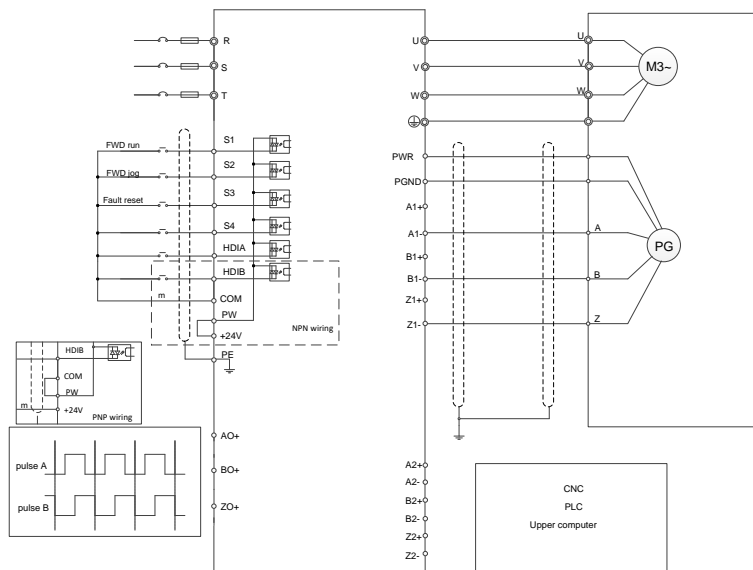 R
S
T
FWD run
FWD jog
Fault reset
S1
S2
S3
S4
HDIA
HDIB
m
COM
PW
+24V
NPN wiring
PE
HDIB
COM
PW
m
+24V
PNP wiring
pulse A
pulse B
AO+
BO+
ZO+
U
V
W
U
V
W
M3~
PWR
PGND
A1+
A1-
B1+
B1-
Z1+
Z1-
A
B
Z
PG
A2+
A2-
B2+
B2-
Z2+
Z2-
CNC
PLC
Upper computer